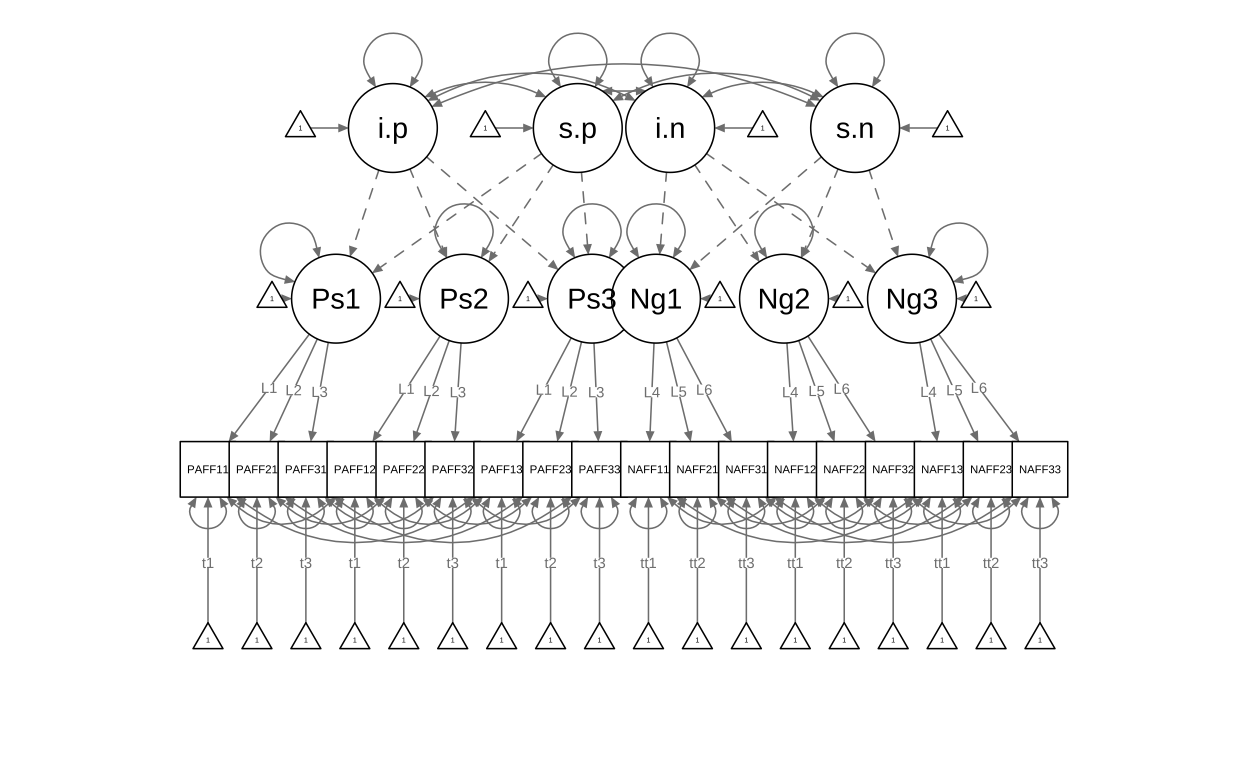 i.p s.p i.n s.n
1 1 1 1
Ps1 Ps2 Ps3 Ng1 Ng2 Ng3
1 1 1 1 1 1
L1 L2 L3 L1 L2 L3 L1 L2 L3 L4 L5 L6 L4 L5 L6 L4 L5 L6
PAFF11 PAFF21 PAFF31 PAFF12 PAFF22 PAFF32 PAFF13 PAFF23 PAFF33 NAFF11 NAFF21 NAFF31 NAFF12 NAFF22 NAFF32 NAFF13 NAFF23 NAFF33
t1 t2 t3 t1 t2 t3 t1 t2 t3 tt1 tt2 tt3 tt1 tt2 tt3 tt1 tt2 tt3
1 1 1 1 1 1 1 1 1 1 1 1 1 1 1 1 1 1